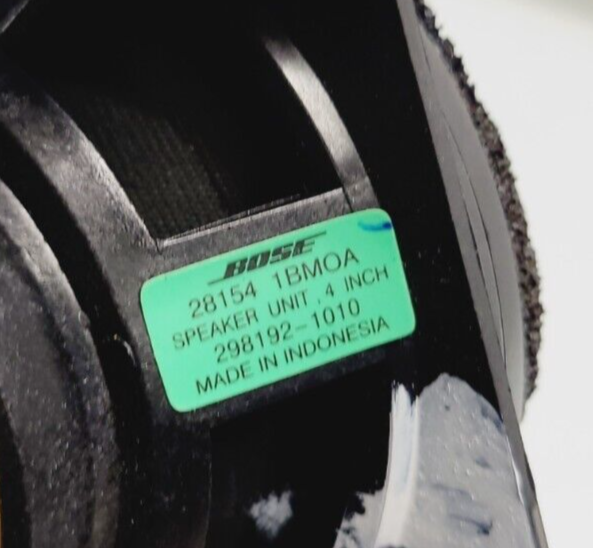 BOSE
28154 1BMOA
SPEAKER UNIT, 4 INCH
298192-1010
MADE IN INDONESIA